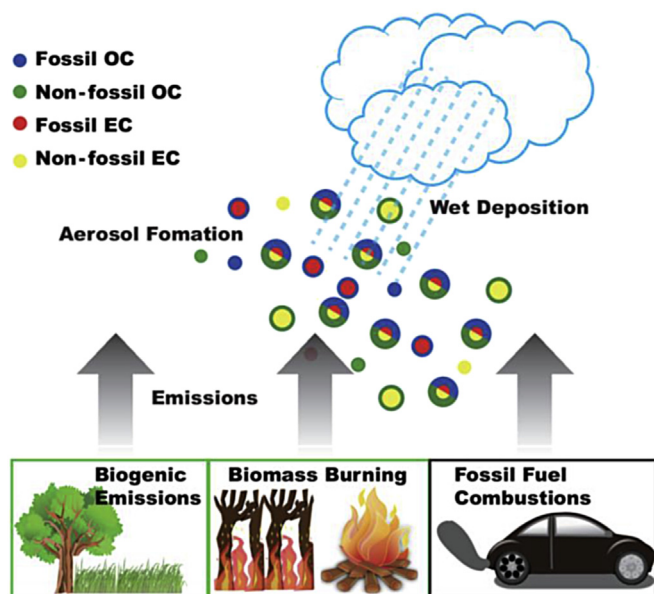 Fossil OC
Non-fossil OC
Fossil EC
Non-fossil EC
Wet Deposition
Aerosol Fomation
Emissions
Biogenic
Emissions
Biomass Burning
Fossil Fuel
Combustions